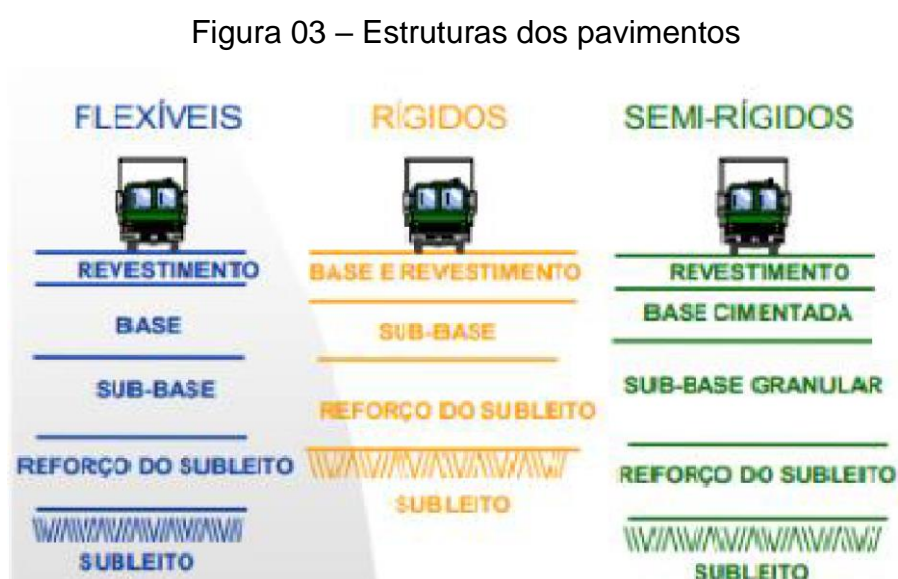 Figura 03 – Estruturas dos pavimentos
FLEXÍVEIS
REVESTIMENTO
BASE
SUB-BASE
REFORÇO DO SUBLEITO
SUBLEITO
RÍGIDOS
BASE E REVESTIMENTO
SUB-BASE
REFORÇO DO SUBLEITO
SUBLEITO
SEMI-RÍGIDOS
REVESTIMENTO
BASE CIMENTADA
SUB-BASE GRANULAR
REFORÇO DO SUBLEITO
SUBLEITO